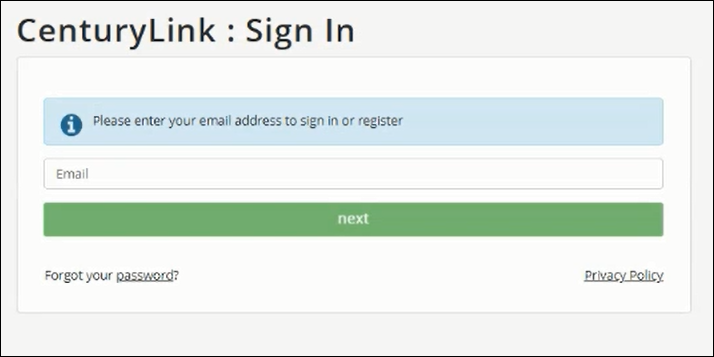 CenturyLink : Sign In
Please enter your email address to sign in or register
Email
next
Forgot your password?
Privacy Policy